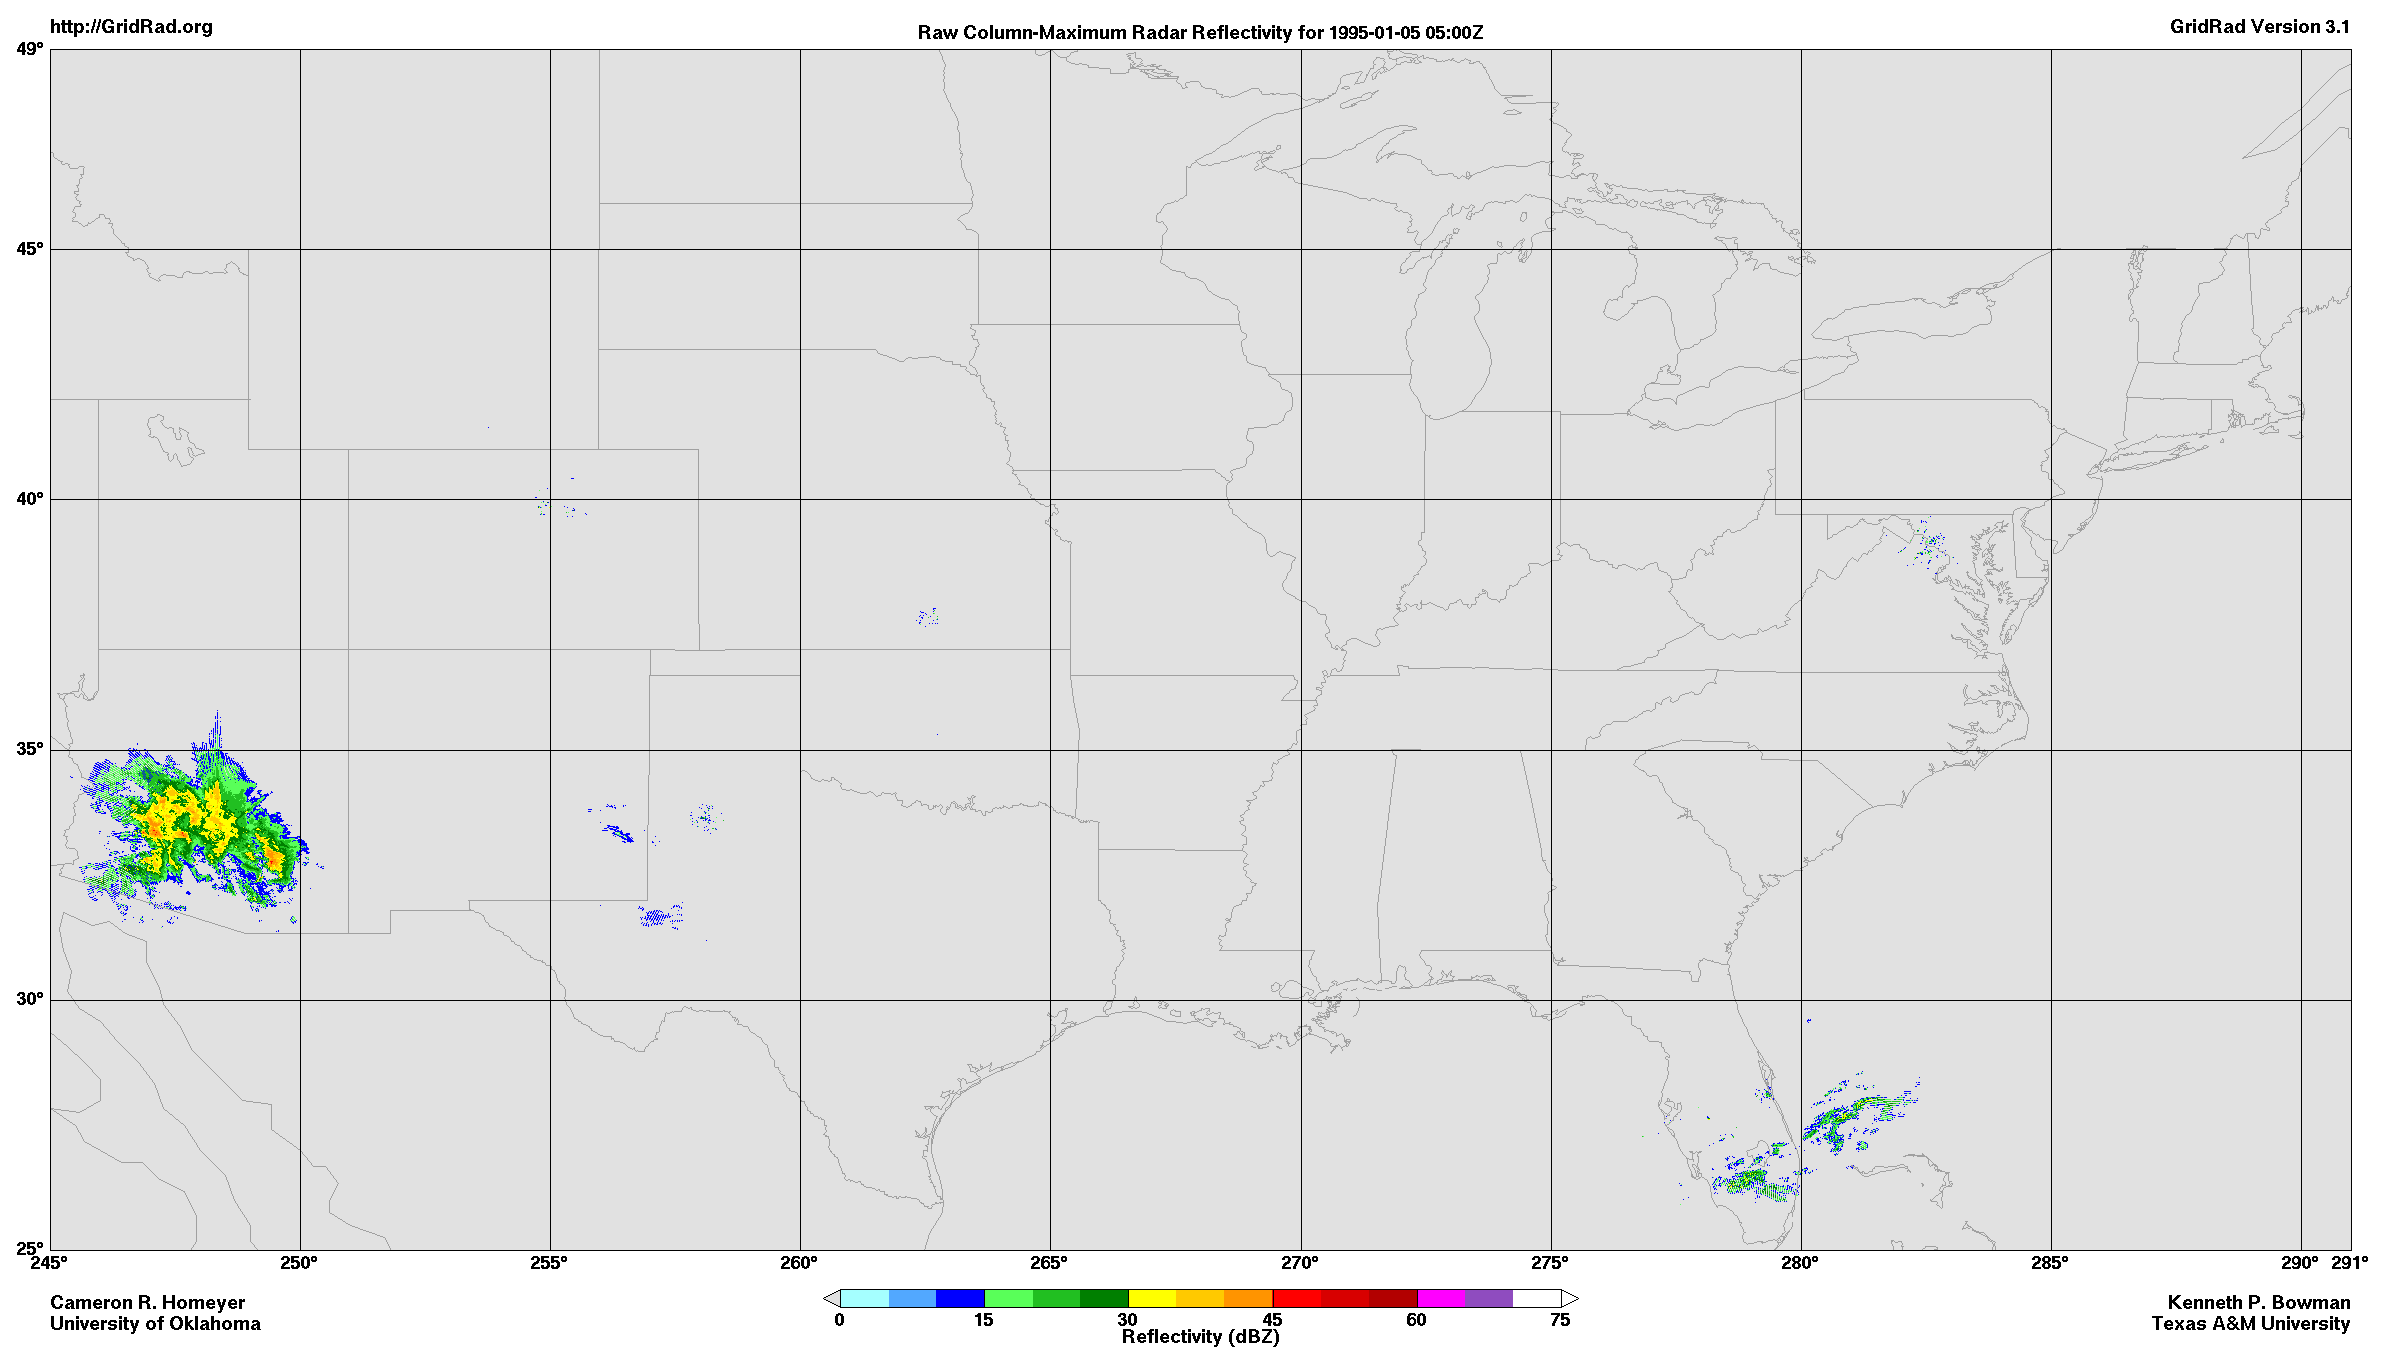 http://GridRad.org
Raw Column-Maximum Radar Reflectivity for 1995-01-05 05:00Z
GridRad Version 3.1
49°
45°
40°
35°
30°
25°
245° 250° 255° 260° 265° 270° 275° 280° 285° 290° 291°
Cameron R. Homeyer
University of Oklahoma
0 15 30 45 60 75
Reflectivity (dBZ)
Kenneth P. Bowman
Texas A&M University